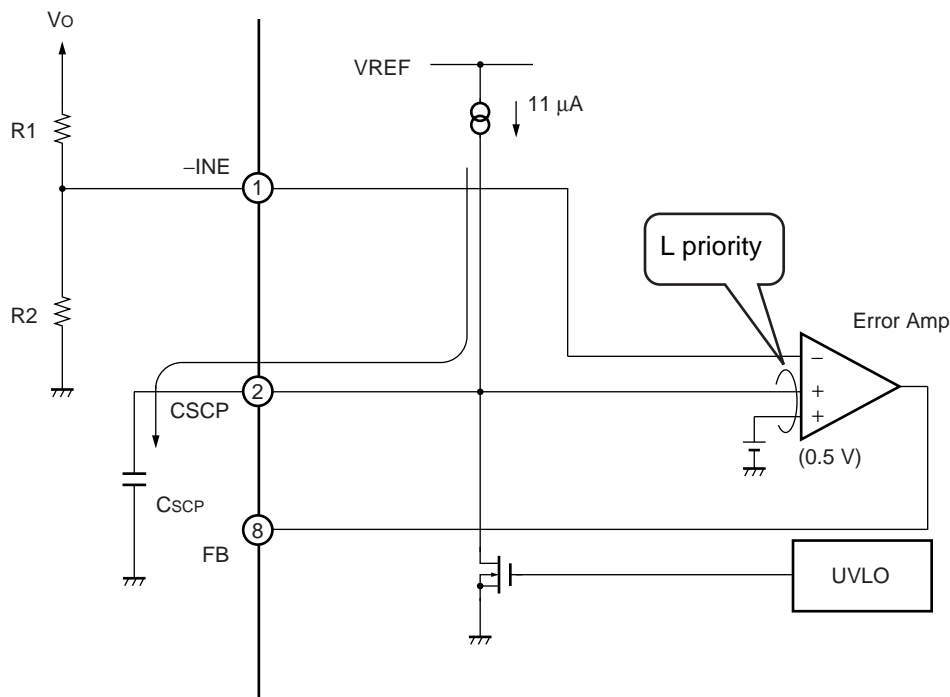 VO
VREF
11 μA
R1
–INE
1
L priority
R2
Error Amp
–
2
+
CSCP
+
(0.5 V)
CSCP
8
FB
UVLO